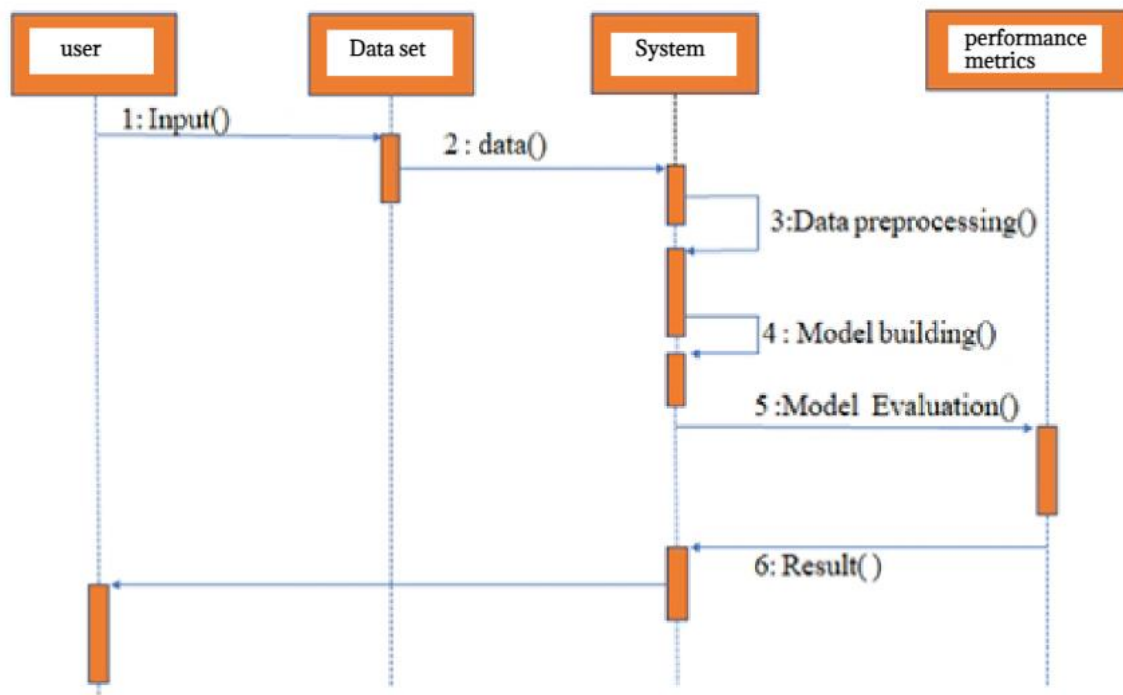 user
Data set
System
performance
metrics
1: Input()
2 : data()
3:Data preprocessing()
4 : Model building()
5 :Model Evaluation()
6: Result( )